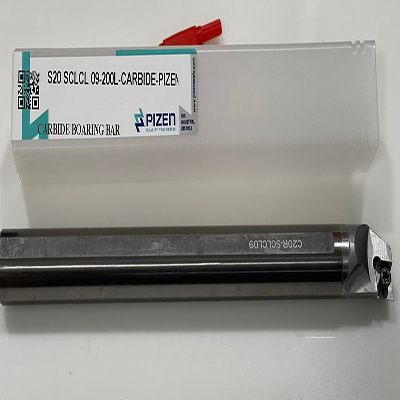 S20 SCLCL 09-200L-CARBIDE-PIZEN
PIZEN
CARBIDE BOARING BAR
C20R-SCLCL09